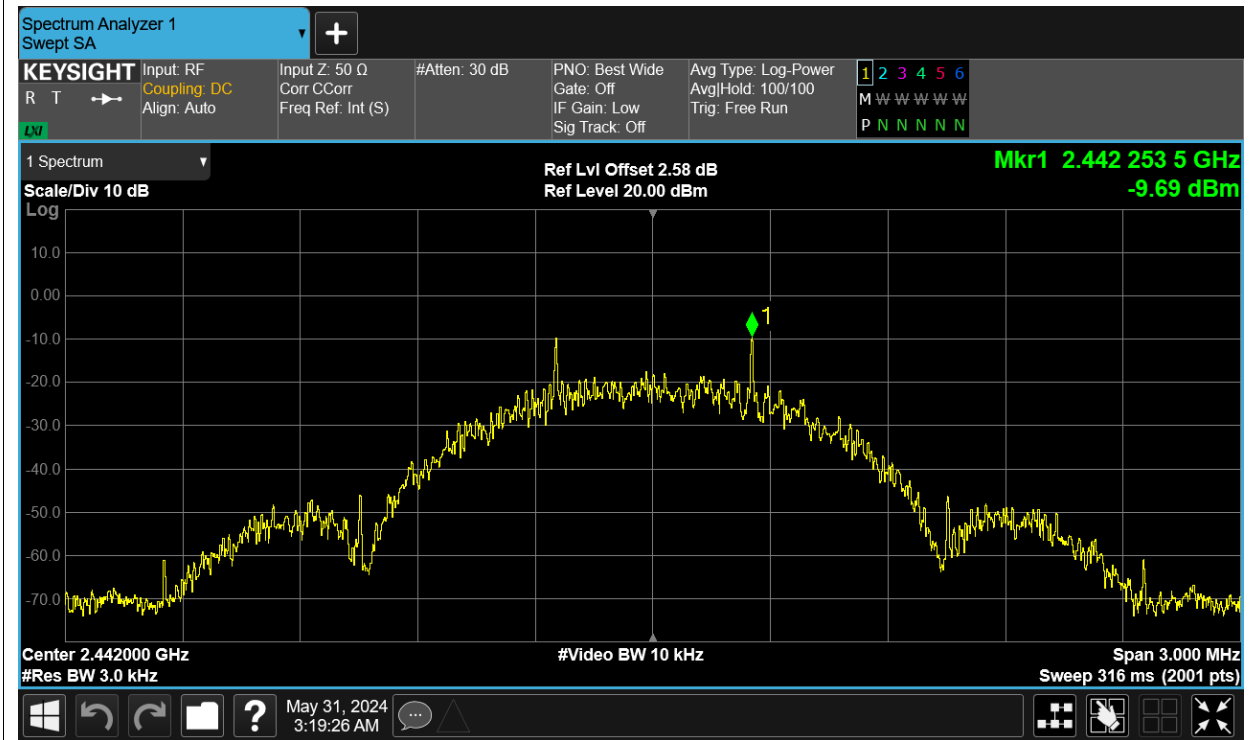 Spectrum Analyzer 1
Swept SA
+
KEYSIGHT
R T
LXI
Input: RF
Coupling: DC
Align: Auto
Input Z: 50 Ω
Corr CCorr
Freq Ref: Int (S)
#Atten: 30 dB
PNO: Best Wide
Gate: Off
IF Gain: Low
Sig Track: Off
Avg Type: Log-Power
Avg|Hold: 100/100
Trig: Free Run
1 2 3 4 5 6
M W W W W W
P N N N N N
1 Spectrum
Scale/Div 10 dB
Log
Ref Lvl Offset 2.58 dB
Ref Level 20.00 dBm
Mkr1 2.442 253 5 GHz
-9.69 dBm
10.0
0.00
1
-10.0
-20.0
-30.0
-40.0
-50.0
-60.0
-70.0
Center 2.442000 GHz
#Res BW 3.0 kHz
#Video BW 10 kHz
Span 3.000 MHz
Sweep 316 ms (2001 pts)
?
May 31, 2024
3:19:26 AM